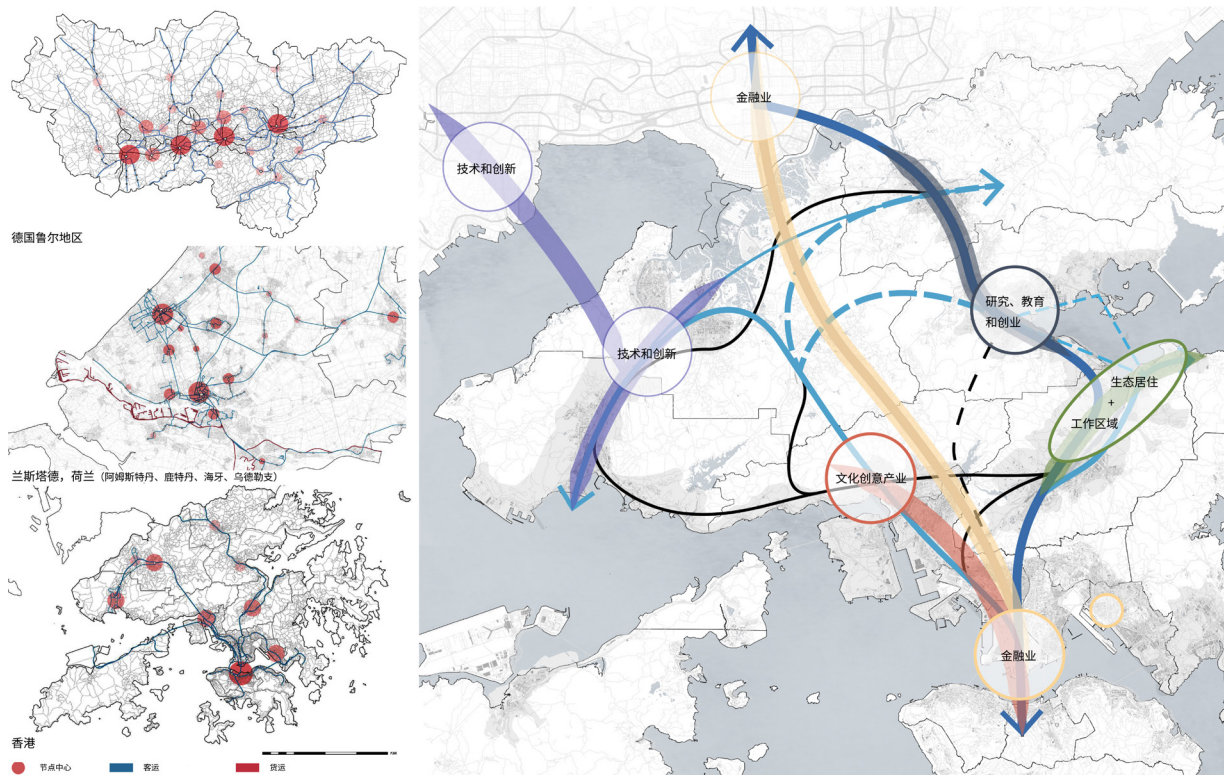 德国鲁尔地区
兰斯塔德，荷兰（阿姆斯特丹、鹿特丹、海牙、乌德勒支）
香港
节点中心
客运
货运
金融业
技术和创新
技术和创新
研究、教育
和创业
生态居住
+
工作区域
文化创意产业
金融业